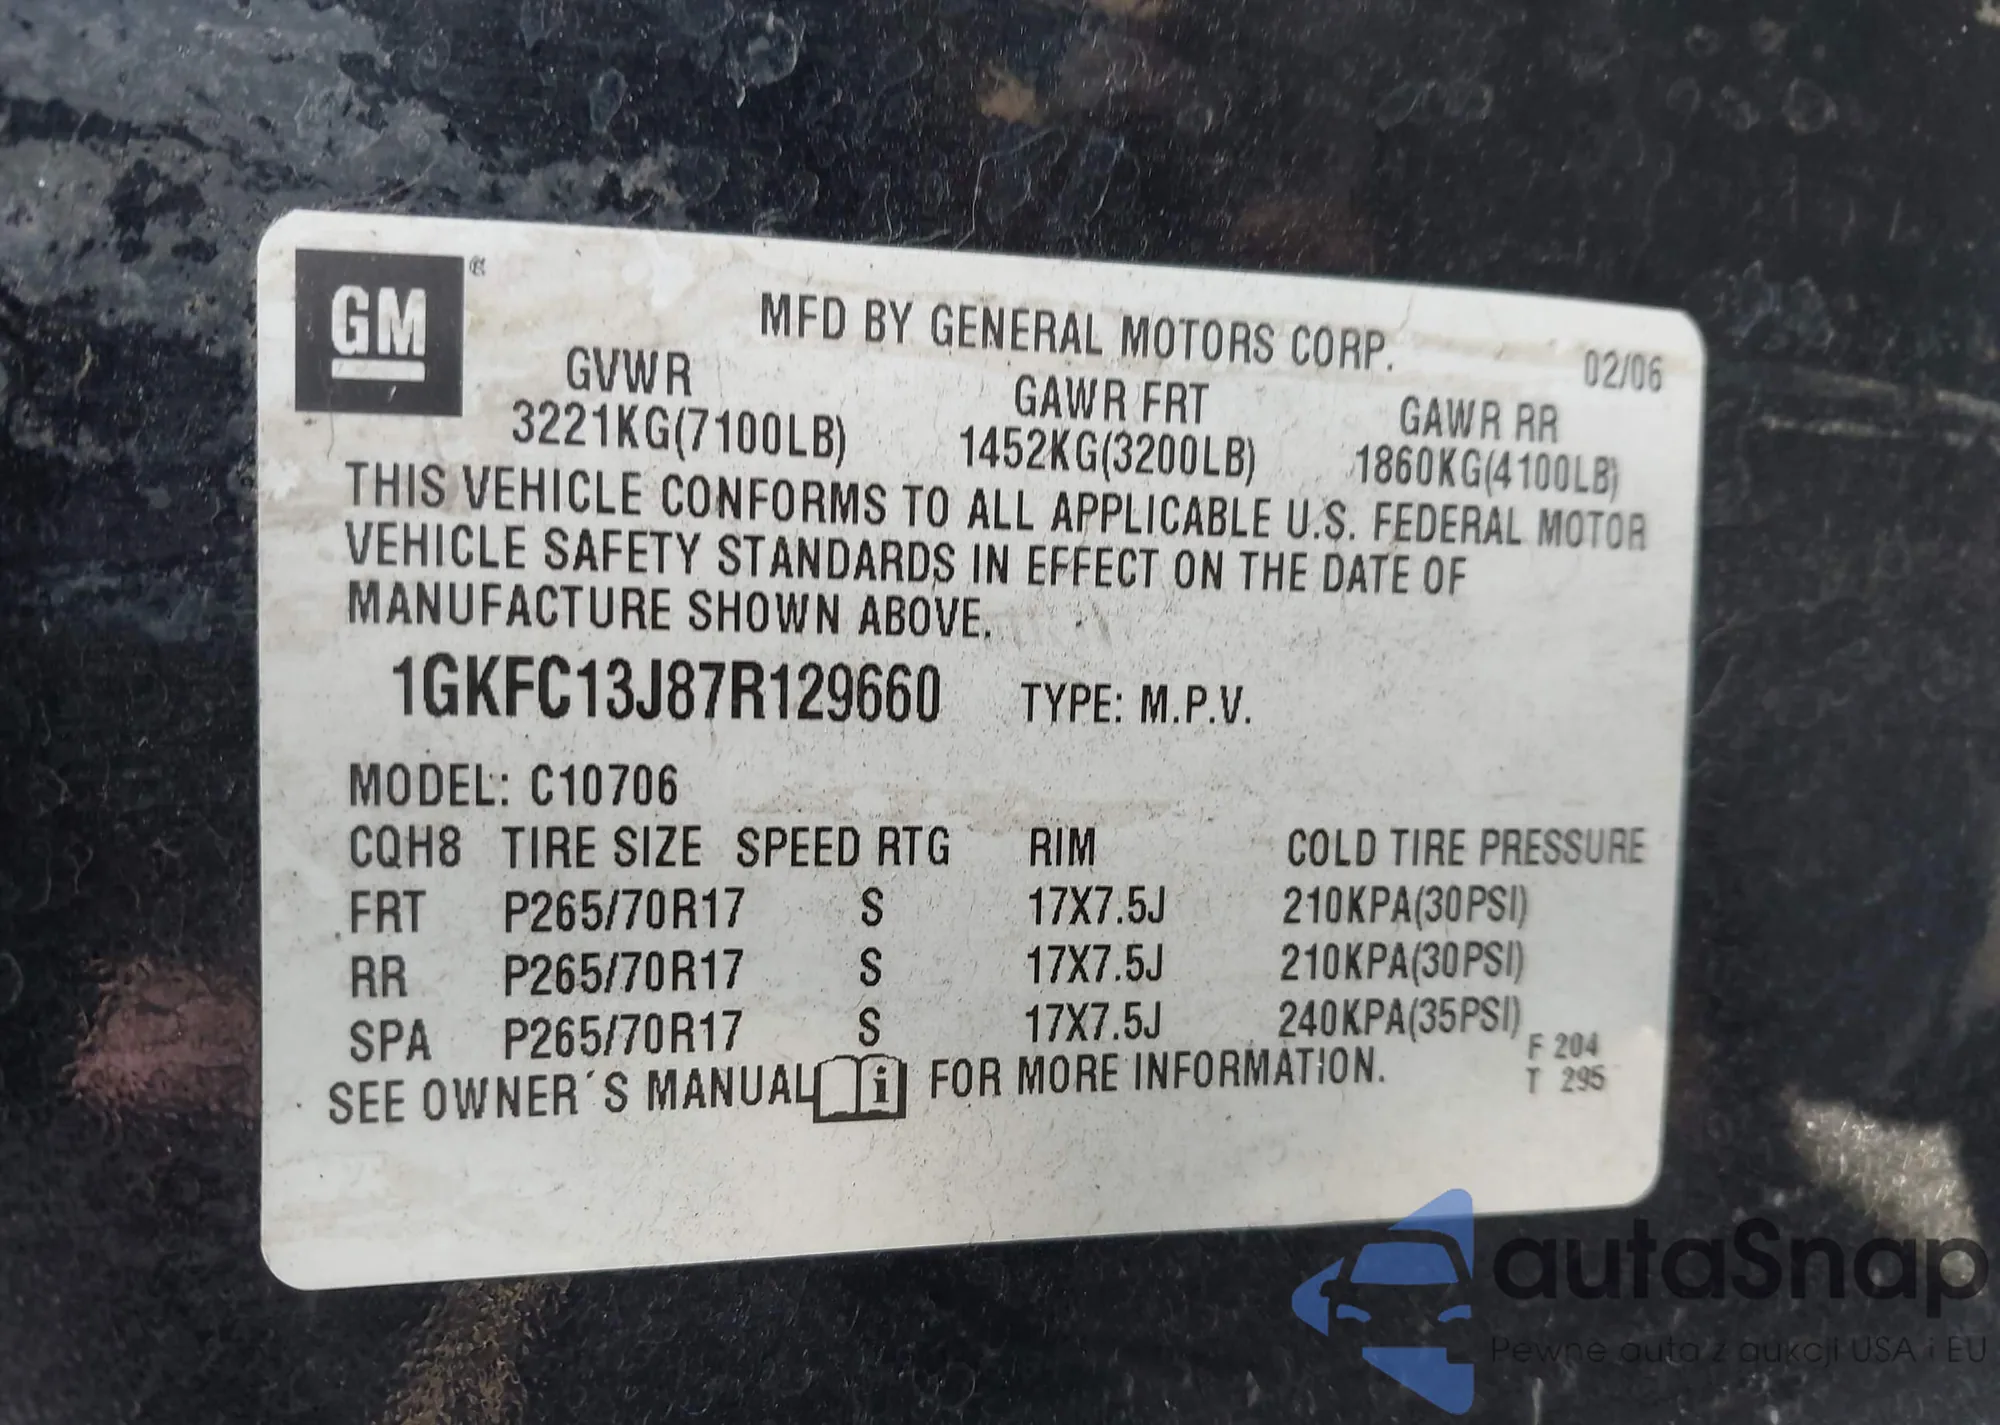 GM
MFD BY GENERAL MOTORS CORP. 02/06
GVWR GAWR FRT GAWR RR
3221KG(7100LB) 1452KG(3200LB) 1860KG(4100LB)
THIS VEHICLE CONFORMS TO ALL APPLICABLE U.S. FEDERAL MOTOR
VEHICLE SAFETY STANDARDS IN EFFECT ON THE DATE OF
MANUFACTURE SHOWN ABOVE.
1GKFC13J87R129660 TYPE: M.P.V.
MODEL: C10706
CQH8 TIRE SIZE SPEED RTG RIM COLD TIRE PRESSURE
FRT P265/70R17 S 17X7.5J 210KPA(30PSI)
RR P265/70R17 S 17X7.5J 210KPA(30PSI)
SPA P265/70R17 S 17X7.5J 240KPA(35PSI)
SEE OWNER´S MANUAL i FOR MORE INFORMATION.
F 204
T 295
autaSnap
Pewne auta z aukcji USA i EU